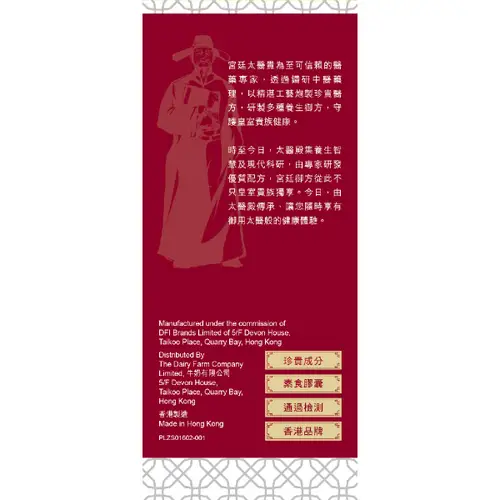 宮廷太醫貴為至可信賴的醫
藥專家，透過鑽研中醫藥
理，以精湛工藝炮製珍貴醫
方，研製多種養生御方，守
護皇室貴族健康。
時至今日，太醫殿集養生智
慧及現代科研，由專家研發
優質配方，宮廷御方從此不
只皇室貴族獨享。今日，由
太醫殿傳承、讓您隨時享有
御用太醫般的健康體驗。
Manufactured under the commission of
DFI Brands Limited of 5/F Devon House,
Taikoo Place, Quarry Bay, Hong Kong
Distributed By
The Dairy Farm Company
Limited, 牛奶有限公司
5/F Devon House,
Taikoo Place, Quarry Bay,
Hong Kong
香港製造
Made in Hong Kong
PLZS01602-001
珍貴成分
素食膠囊
通過檢測
香港品牌